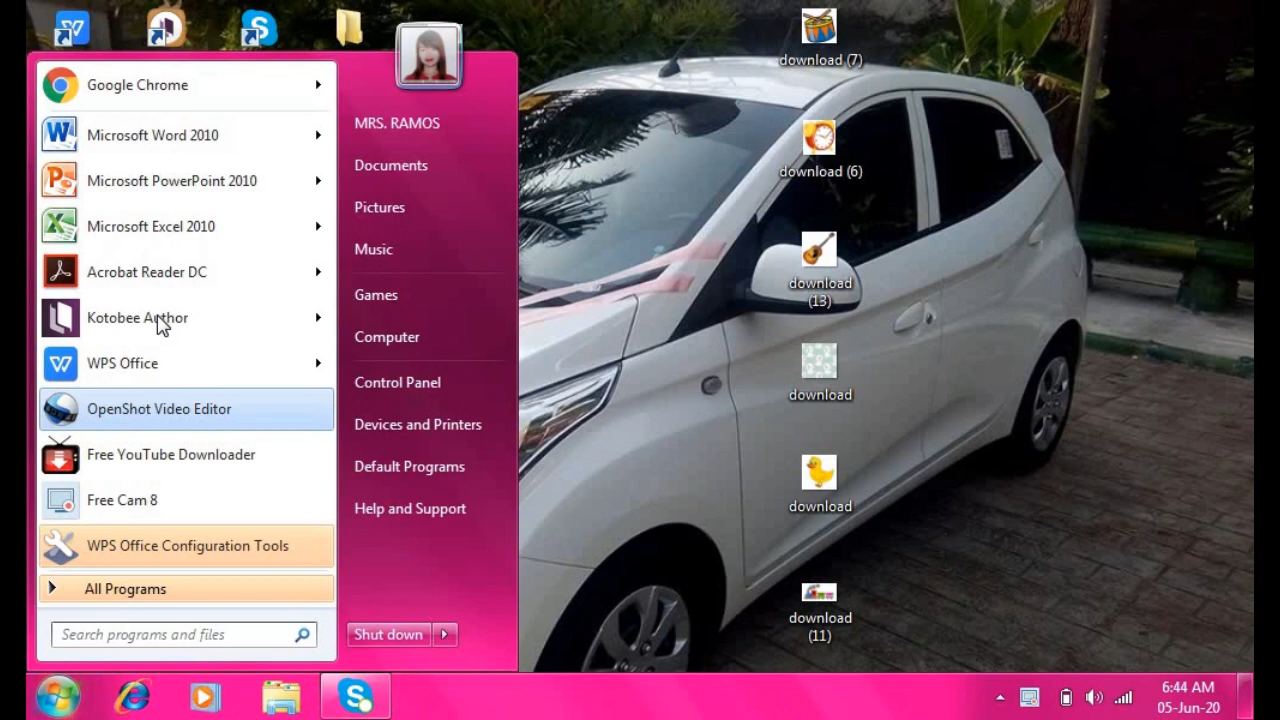 Google Chrome
Microsoft Word 2010
Microsoft PowerPoint 2010
Microsoft Excel 2010
Acrobat Reader DC
Kotobee Author
WPS Office
OpenShot Video Editor
Free YouTube Downloader
Free Cam 8
WPS Office Configuration Tools
All Programs
Search programs and files
MRS. RAMOS
Documents
Pictures
Music
Games
Computer
Control Panel
Devices and Printers
Default Programs
Help and Support
Shut down
download (7)
download (6)
download
(13)
download
download
download
(11)
6:44 AM
05-Jun-20